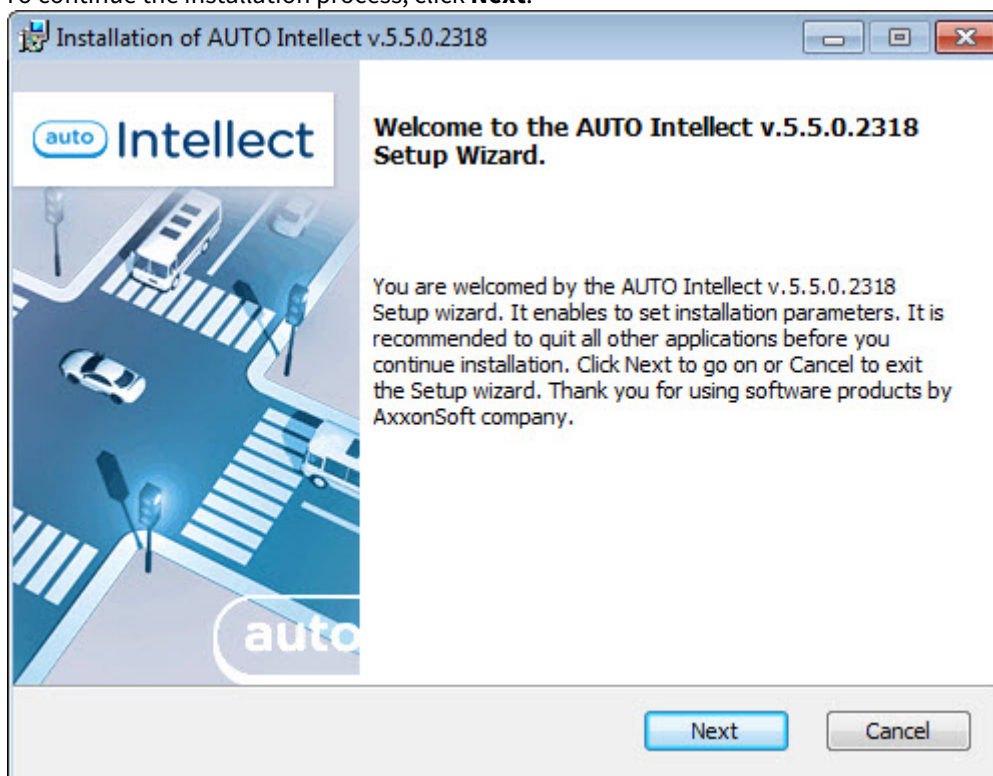 To continue the installation process, click Next.
Installation of AUTO Intellect v.5.5.0.2318
auto Intellect
Welcome to the AUTO Intellect v.5.5.0.2318
Setup Wizard.
You are welcomed by the AUTO Intellect v.5.5.0.2318
Setup wizard. It enables to set installation parameters. It is
recommended to quit all other applications before you
continue installation. Click Next to go on or Cancel to exit
the Setup wizard. Thank you for using software products by
AxxonSoft company.
auto
Next
Cancel